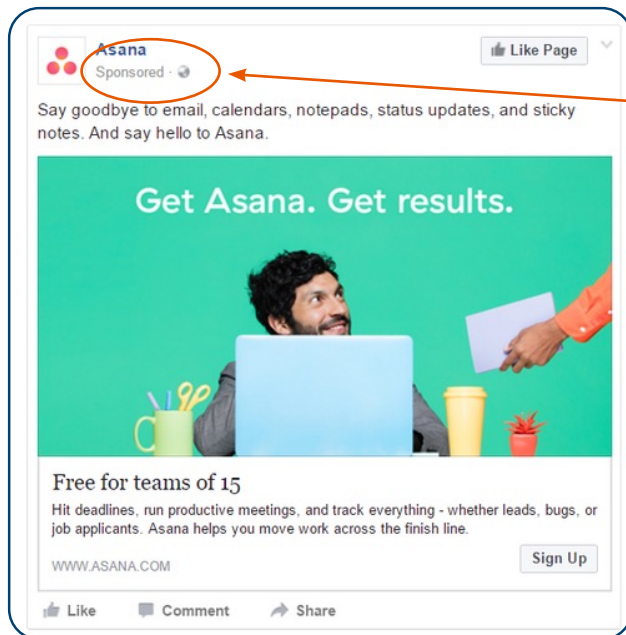 Asana
Sponsored ·
Like Page
Say goodbye to email, calendars, notepads, status updates, and sticky
notes. And say hello to Asana.
Get Asana. Get results.
Free for teams of 15
Hit deadlines, run productive meetings, and track everything - whether leads, bugs, or
job applicants. Asana helps you move work across the finish line.
WWW.ASANA.COM
Sign Up
Like Comment Share